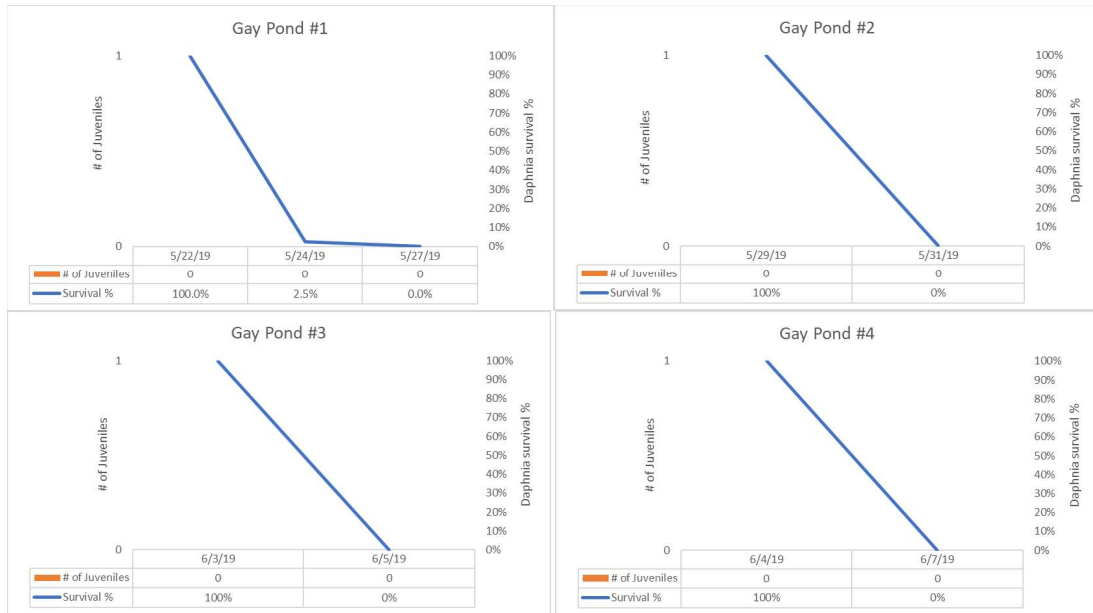 Gay Pond #1
1
0
# of Juveniles
100%
90%
80%
70%
60%
50%
40%
30%
20%
10%
0%
Daphnia survival %
5/22/19 5/24/19 5/27/19
# of Juveniles 0 0 0
Survival % 100.0% 2.5% 0.0%
Gay Pond #2
1
0
# of Juveniles
100%
90%
80%
70%
60%
50%
40%
30%
20%
10%
0%
Daphnia survival %
5/29/19 5/31/19
# of Juveniles 0 0
Survival % 100% 0%
Gay Pond #3
1
0
# of Juveniles
100%
90%
80%
70%
60%
50%
40%
30%
20%
10%
0%
Daphnia survival %
6/3/19 6/5/19
# of Juveniles 0 0
Survival % 100% 0%
Gay Pond #4
1
0
# of Juveniles
100%
90%
80%
70%
60%
50%
40%
30%
20%
10%
0%
Daphnia survival %
6/4/19 6/7/19
# of Juveniles 0 0
Survival % 100% 0%